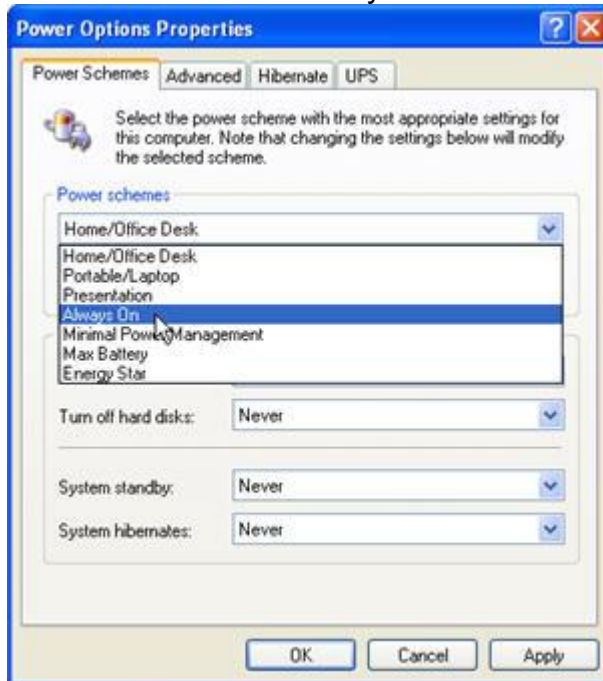 Power Options Properties
Power Schemes Advanced Hibernate UPS
Select the power scheme with the most appropriate settings for
this computer. Note that changing the settings below will modify
the selected scheme.
Power schemes
Home/Office Desk
Home/Office Desk
Portable/Laptop
Presentation
Always On
Minimal Power Management
Max Battery
Energy Star
Turn off hard disks: Never
System standby: Never
System hibernates: Never
OK Cancel Apply